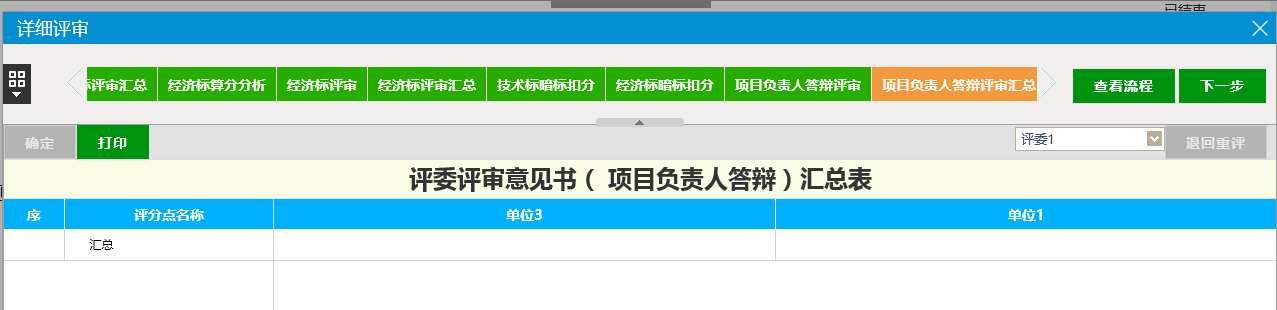 已结束
详细评审
示评审汇总 经济标算分分析 经济标评审 经济标评审汇总 技术标暗标扣分 经济标暗标扣分 项目负责人答辩评审 项目负责人答辩评审汇总 查看流程 下一步
确定 打印 评委1 退回重评
评委评审意见书（ 项目负责人答辩）汇总表
序 评分点名称 单位3 单位1
汇总